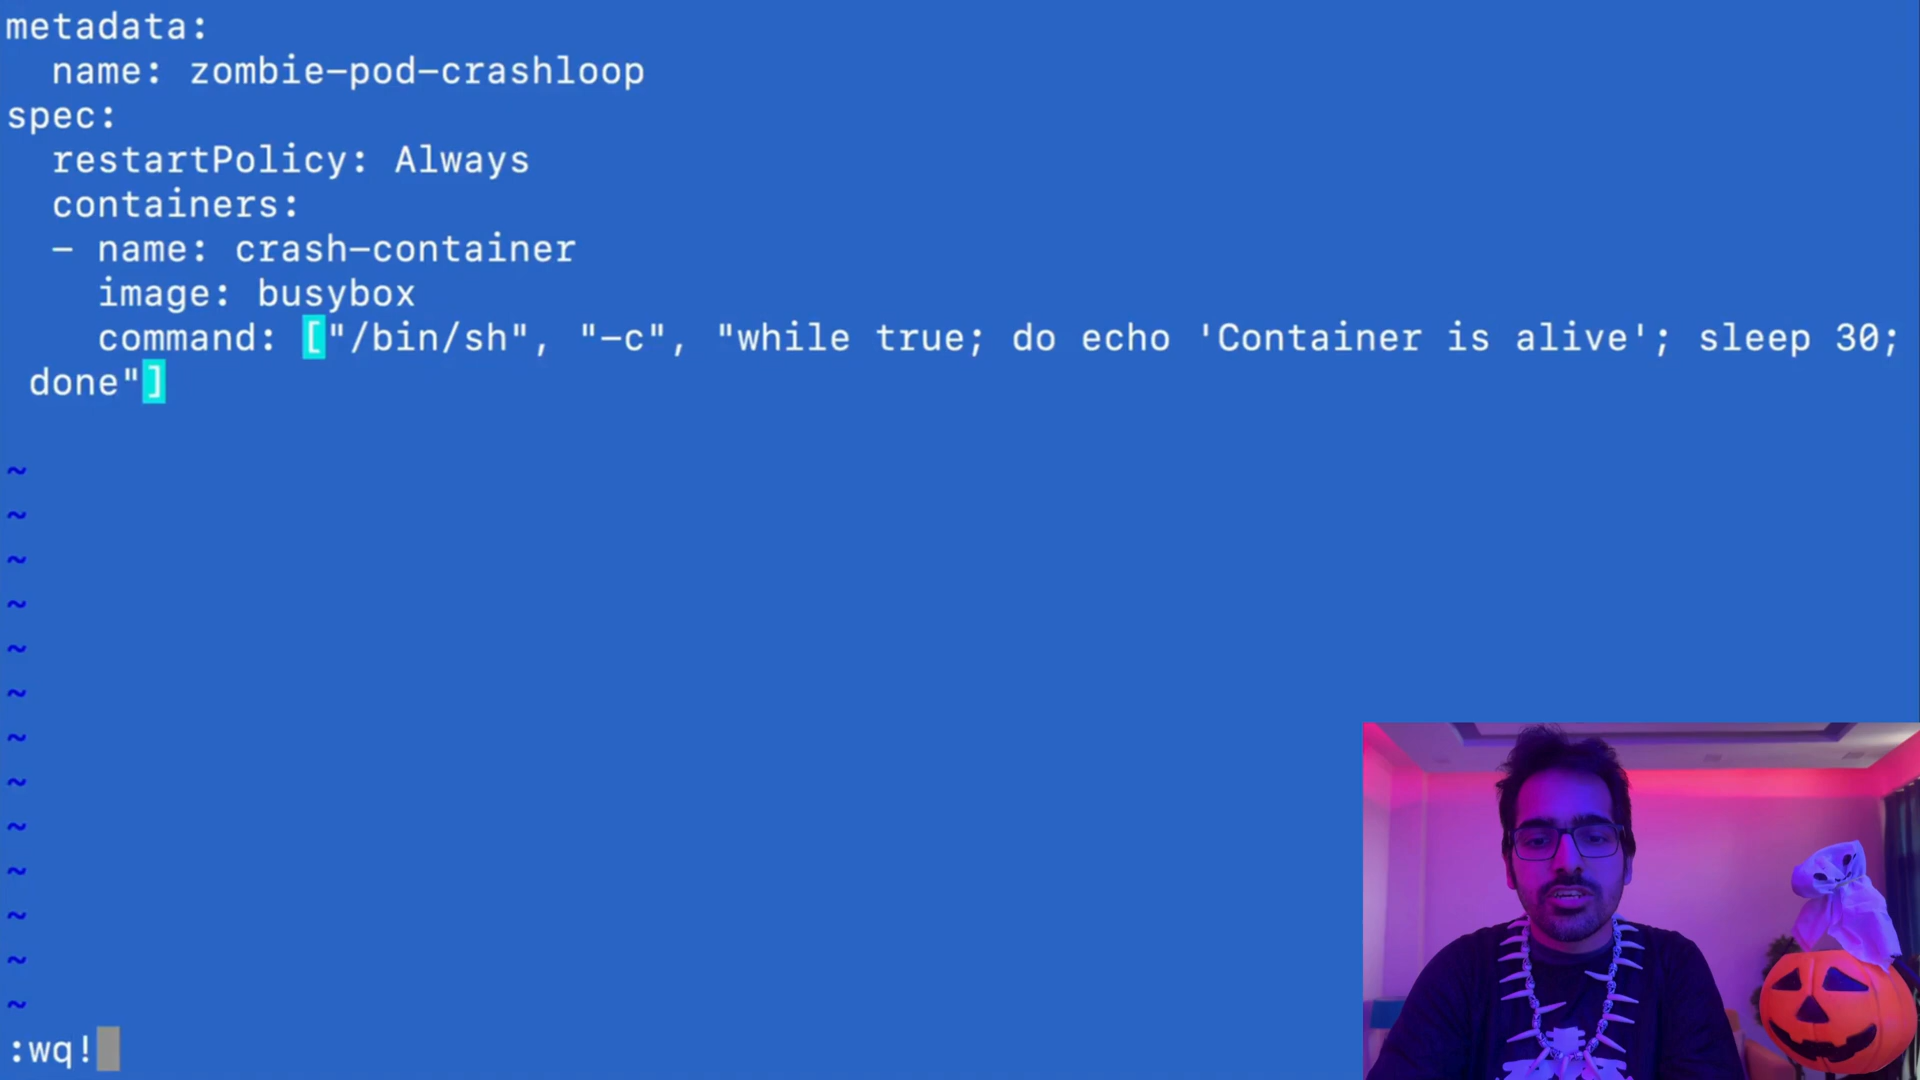 metadata:
  name: zombie-pod-crashloop
spec:
  restartPolicy: Always
  containers:
  - name: crash-container
    image: busybox
    command: ["/bin/sh", "-c", "while true; do echo 'Container is alive'; sleep 30;
 done"]
~
~
~
~
~
~
~
~
~
~
~
~
~
:wq!